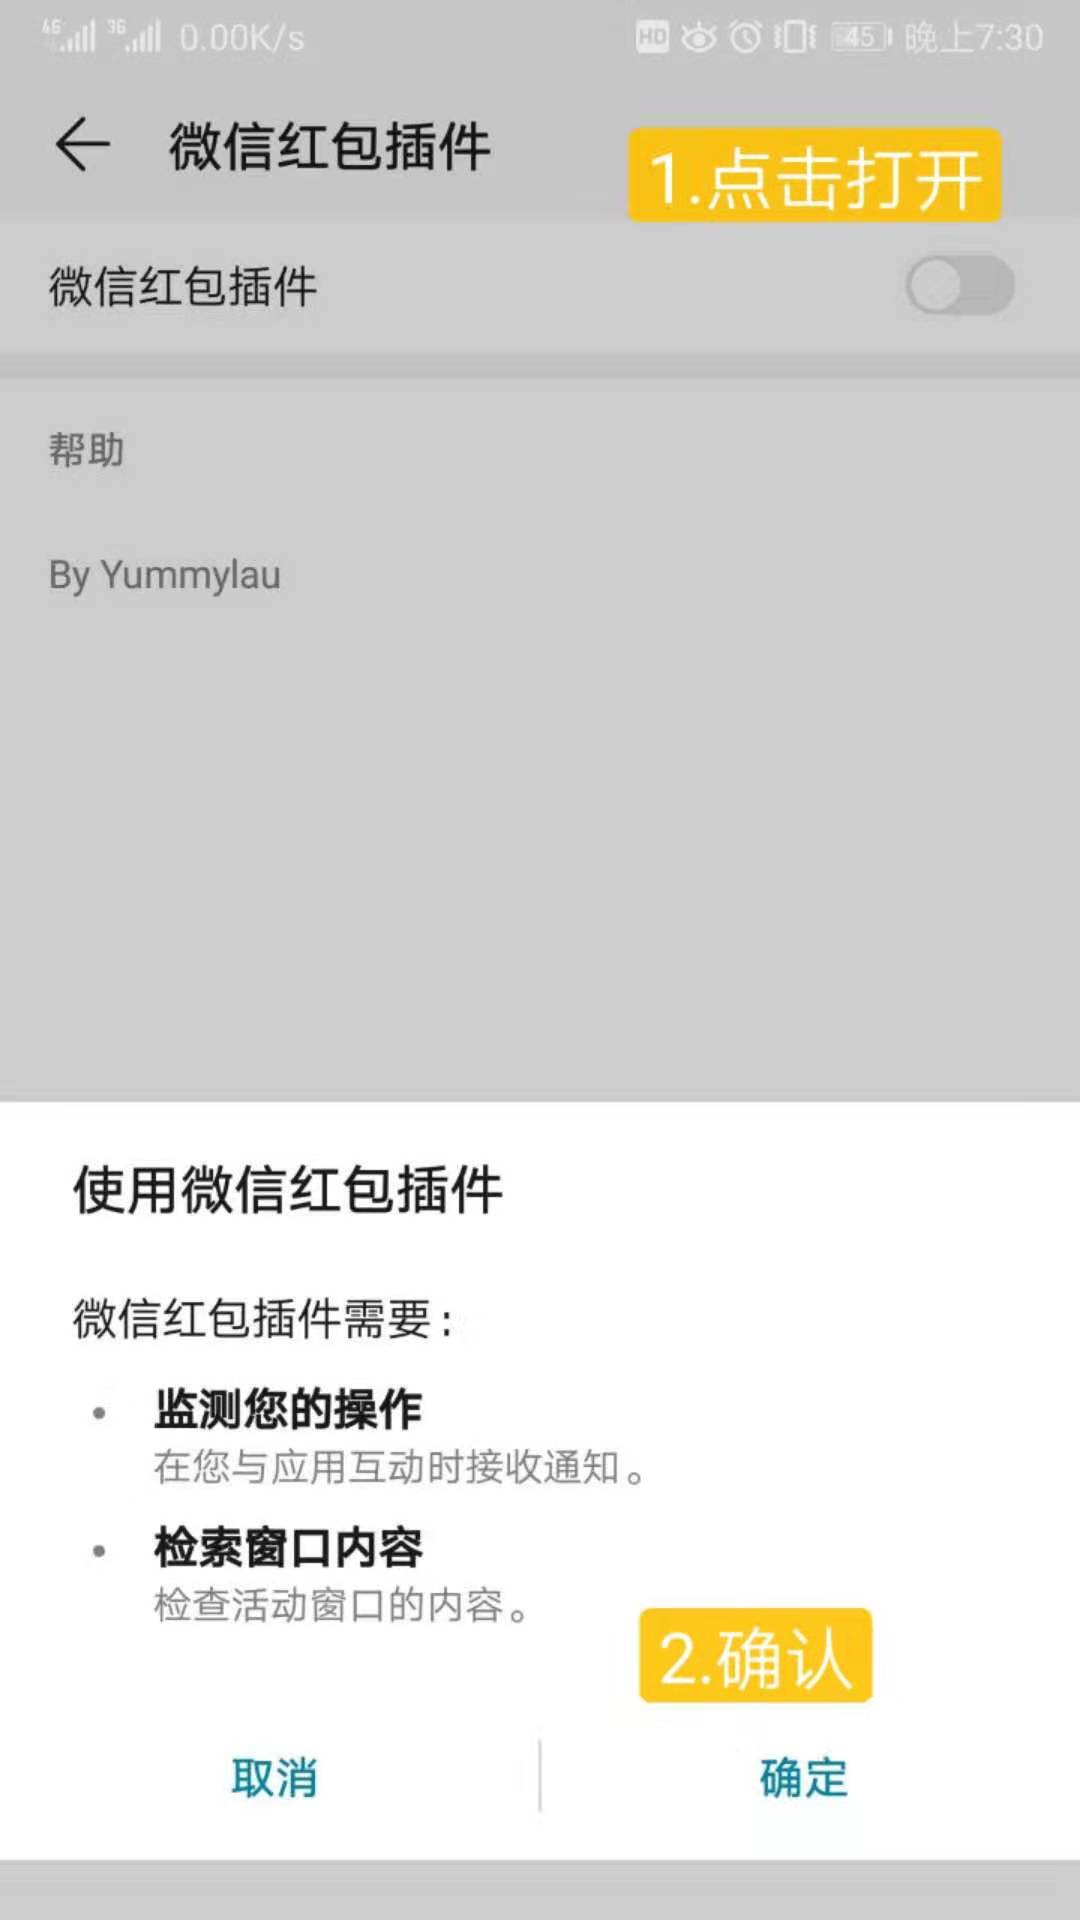 4G 3G 0.00K/s HD 45 晚上7:30
微信红包插件
1.点击打开
微信红包插件
帮助
By Yummylau
使用微信红包插件
微信红包插件需要：
• 监测您的操作
在您与应用互动时接收通知。
• 检索窗口内容
检查活动窗口的内容。
2.确认
取消 确定